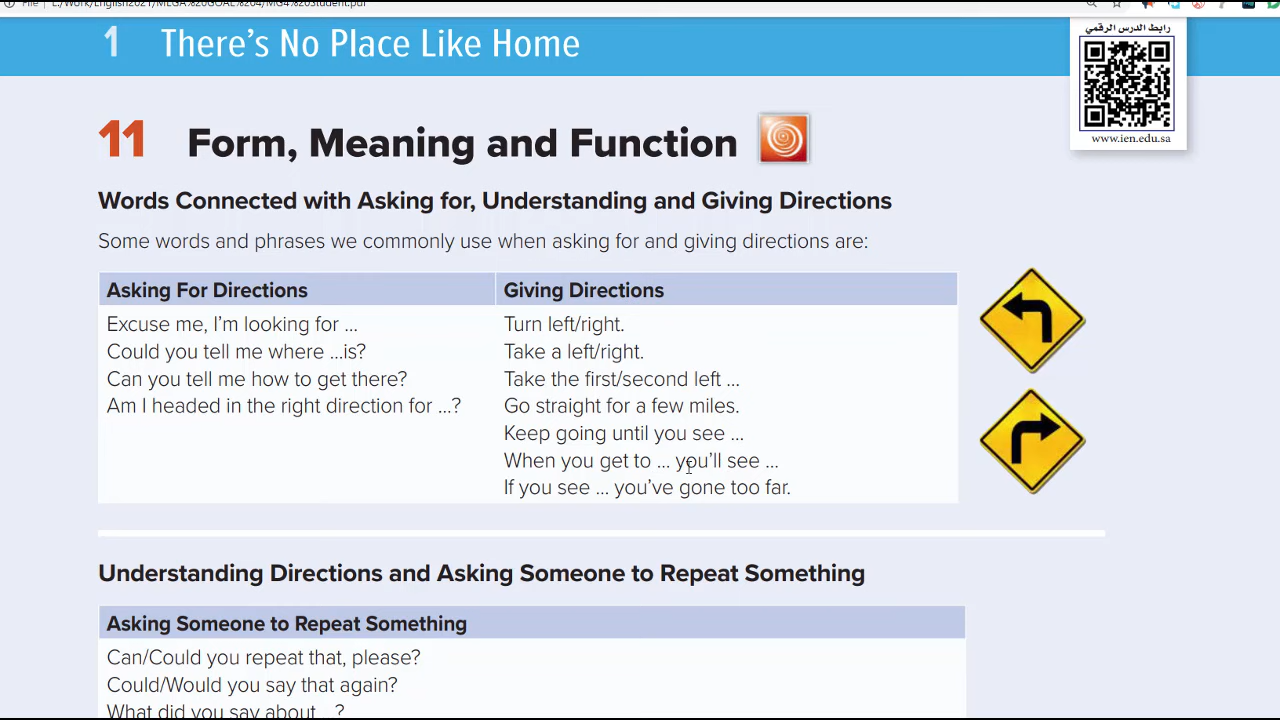 File
1 There's No Place Like Home
رابط الدرس الرقمي
www.ien.edu.sa
11 Form, Meaning and Function
Words Connected with Asking for, Understanding and Giving Directions
Some words and phrases we commonly use when asking for and giving directions are:
Asking For Directions
Excuse me, I'm looking for ...
Could you tell me where ...is?
Can you tell me how to get there?
Am I headed in the right direction for ...?
Giving Directions
Turn left/right.
Take a left/right.
Take the first/second left ...
Go straight for a few miles.
Keep going until you see ...
When you get to ... you'll see ...
If you see ... you've gone too far.
Understanding Directions and Asking Someone to Repeat Something
Asking Someone to Repeat Something
Can/Could you repeat that, please?
Could/Would you say that again?
What did you say about ...?